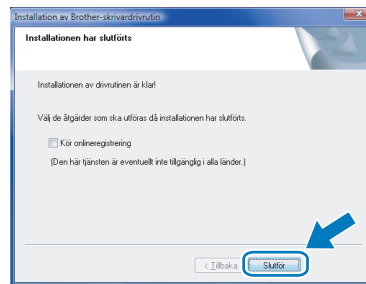 Installation av Brother-skrivardrivrutin
Installationen har slutförts
Installationen av drivrutinen är klar!
Välj de åtgärder som ska utföras då installationen har slutförts.
Kör onlineregistrering
(Den här tjänsten är eventuellt inte tillgänglig i alla länder.)
< Tillbaka
Slutför